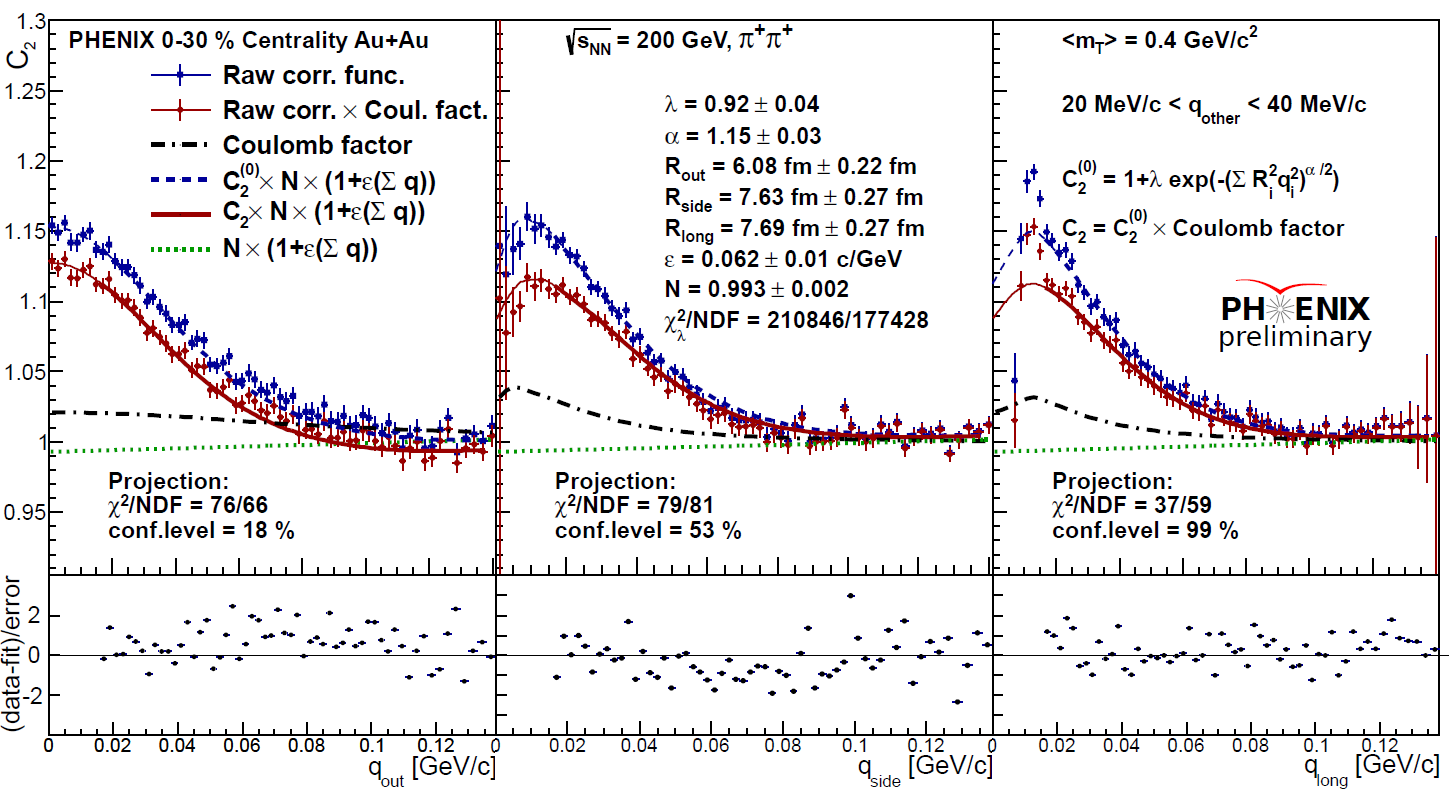 C₂
1.3
1.25
1.2
1.15
1.1
1.05
1
0.95
PHENIX 0-30 % Centrality Au+Au
Raw corr. func.
Raw corr. × Coul. fact.
Coulomb factor
C₂⁽⁰⁾× N × (1+ε(Σ q))
C₂× N × (1+ε(Σ q))
N × (1+ε(Σ q))
Projection:
χ²/NDF = 76/66
conf.level = 18 %
√sNN = 200 GeV, π⁺π⁺
λ = 0.92 ± 0.04
α = 1.15 ± 0.03
Rout = 6.08 fm ± 0.22 fm
Rside = 7.63 fm ± 0.27 fm
Rlong = 7.69 fm ± 0.27 fm
ε = 0.062 ± 0.01 c/GeV
N = 0.993 ± 0.002
χ²λ/NDF = 210846/177428
Projection:
χ²/NDF = 79/81
conf.level = 53 %
<mT> = 0.4 GeV/c²
20 MeV/c < qother < 40 MeV/c
C₂⁽⁰⁾ = 1+λ exp(-(Σ Rᵢ²qᵢ²)^α/2)
C₂ = C₂⁽⁰⁾ × Coulomb factor
PHENIX
preliminary
Projection:
χ²/NDF = 37/59
conf.level = 99 %
(data-fit)/error
2
0
-2
0 0.02 0.04 0.06 0.08 0.1 0.12 0 0.02 0.04 0.06 0.08 0.1 0.12 0 0.02 0.04 0.06 0.08 0.1 0.12
qout [GeV/c]
qside [GeV/c]
qlong [GeV/c]